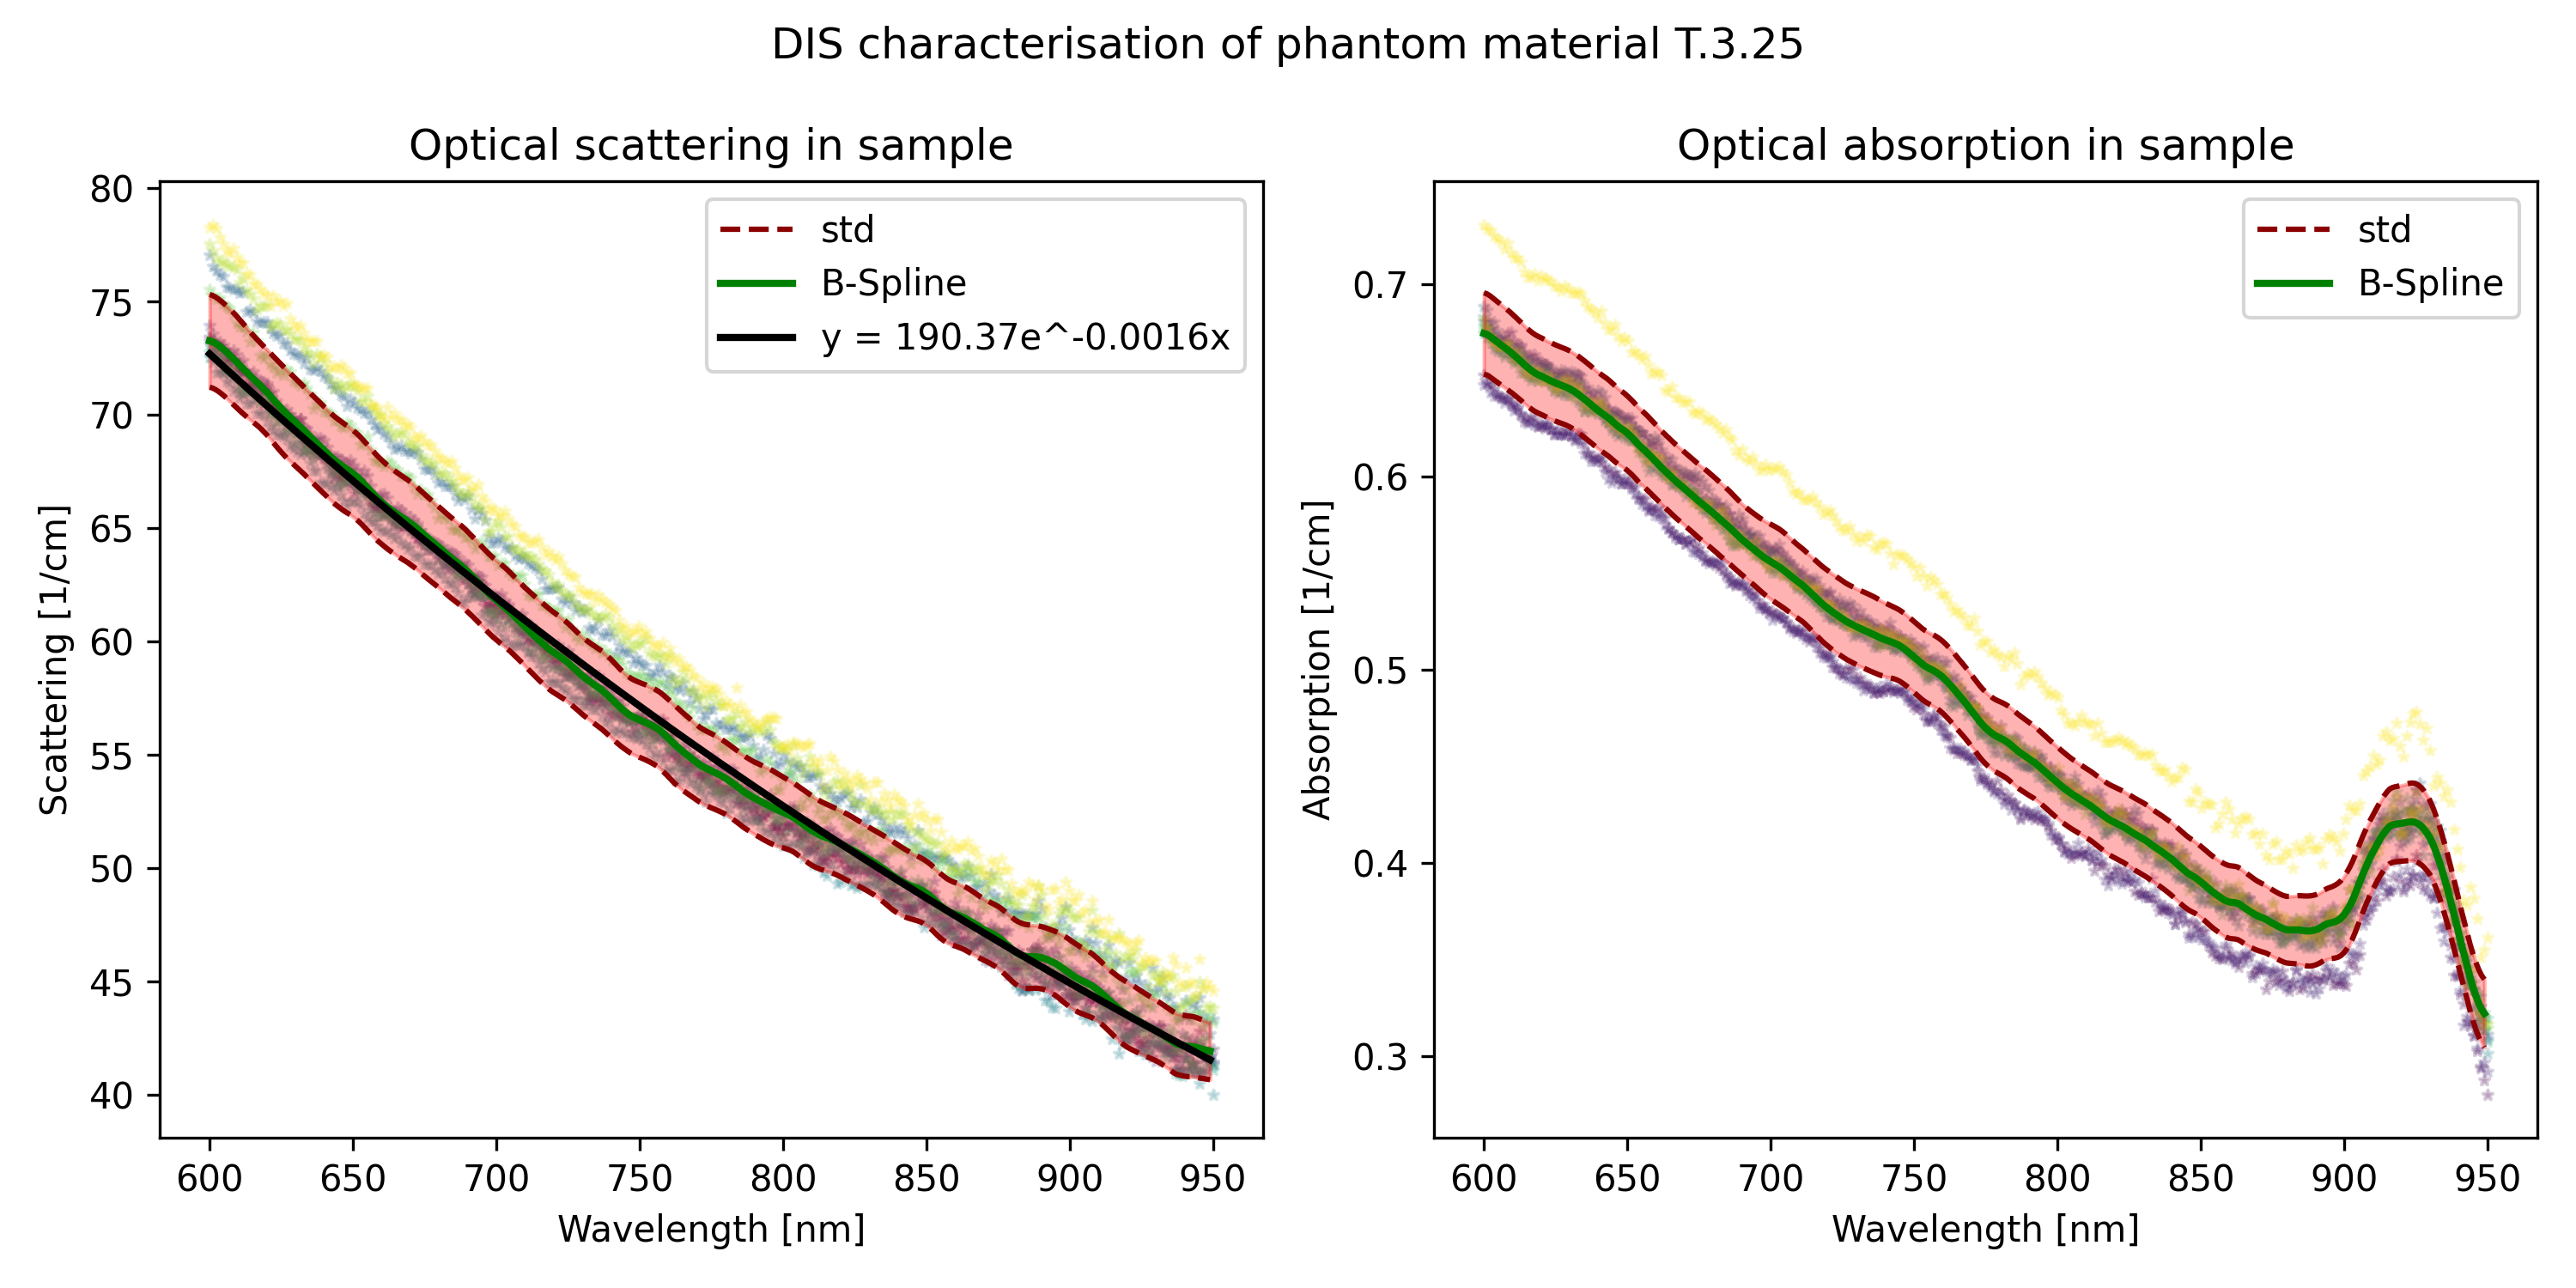 DIS characterisation of phantom material T.3.25
Optical scattering in sample
80
75
70
65
60
55
50
45
40
Scattering [1/cm]
600 650 700 750 800 850 900 950
Wavelength [nm]
std
B-Spline
y = 190.37e^-0.0016x
Optical absorption in sample
0.7
0.6
0.5
0.4
0.3
Absorption [1/cm]
600 650 700 750 800 850 900 950
Wavelength [nm]
std
B-Spline